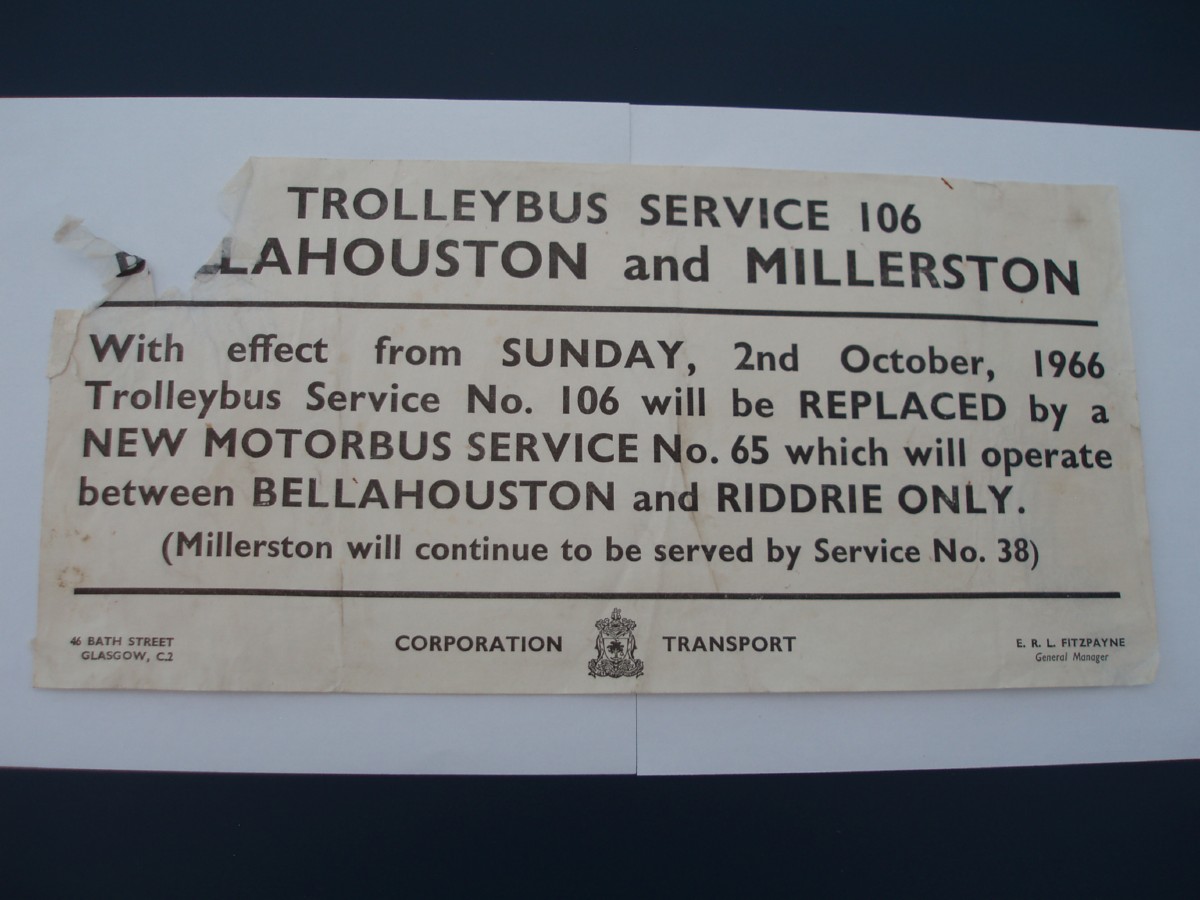 TROLLEYBUS SERVICE 106
BELLAHOUSTON and MILLERSTON
With effect from SUNDAY, 2nd October, 1966
Trolleybus Service No. 106 will be REPLACED by a
NEW MOTORBUS SERVICE No. 65 which will operate
between BELLAHOUSTON and RIDDRIE ONLY.
(Millerston will continue to be served by Service No. 38)
46 BATH STREET
GLASGOW, C.2
CORPORATION TRANSPORT
E. R. L. FITZPAYNE
General Manager